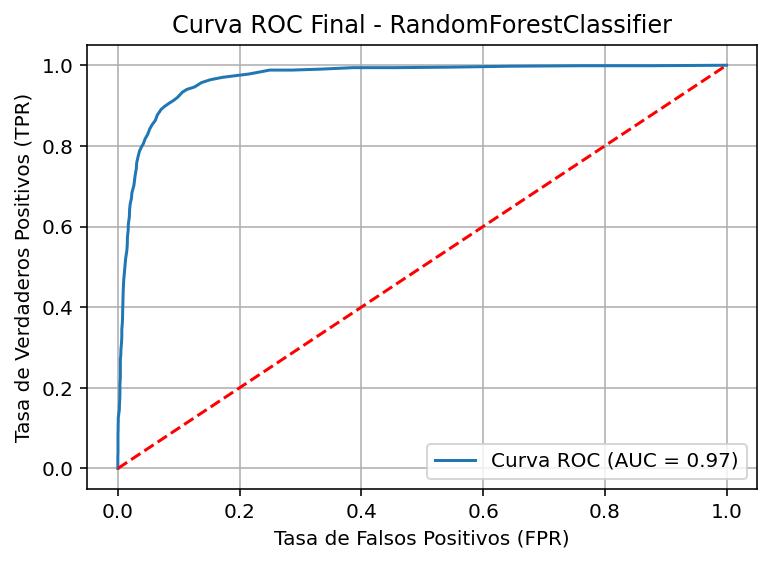 Curva ROC Final - RandomForestClassifier
Tasa de Verdaderos Positivos (TPR)
1.0
0.8
0.6
0.4
0.2
0.0
Curva ROC (AUC = 0.97)
0.0 0.2 0.4 0.6 0.8 1.0
Tasa de Falsos Positivos (FPR)